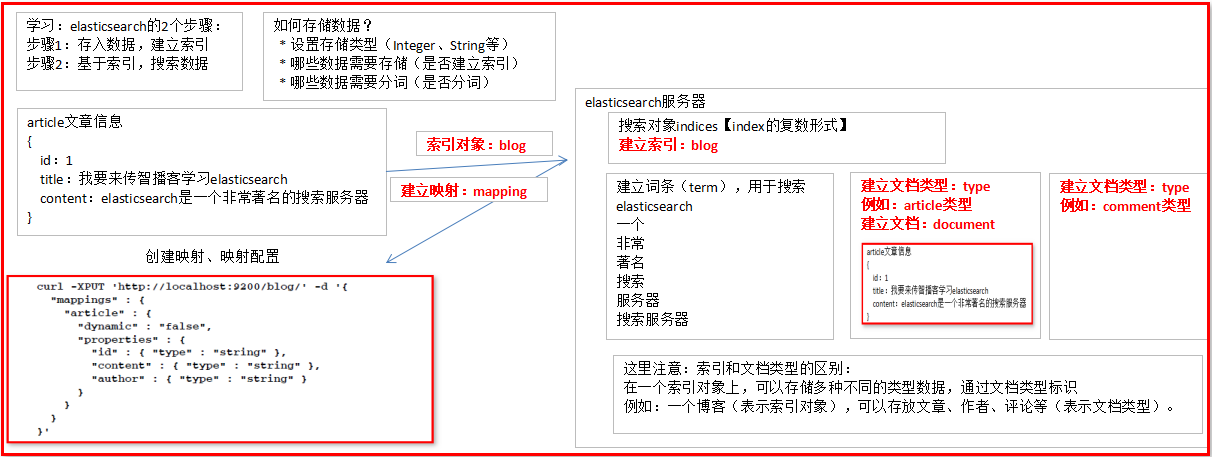 学习：elasticsearch的2个步骤：
步骤1：存入数据，建立索引
步骤2：基于索引，搜索数据
如何存储数据？
* 设置存储类型（Integer、String等）
* 哪些数据需要存储（是否建立索引）
* 哪些数据需要分词（是否分词）
article文章信息
{
id：1
title：我要来传智播客学习elasticsearch
content：elasticsearch是一个非常著名的搜索服务器
}
索引对象：blog
建立映射：mapping
创建映射、映射配置
curl -XPUT 'http://localhost:9200/blog/' -d '{
"mappings" : {
"article" : {
"dynamic" : "false",
"properties" : {
"id" : { "type" : "string" },
"content" : { "type" : "string" },
"author" : { "type" : "string" }
}
}
}
}'
elasticsearch服务器
搜索对象indices【index的复数形式】
建立索引：blog
建立词条（term），用于搜索
elasticsearch
一个
非常
著名
搜索
服务器
搜索服务器
建立文档类型：type
例如：article类型
建立文档：document
article文章信息
{
id：1
title：我要来传智播客学习elasticsearch
content：elasticsearch是一个非常著名的搜索服务器
}
建立文档类型：type
例如：comment类型
这里注意：索引和文档类型的区别：
在一个索引对象上，可以存储多种不同的类型数据，通过文档类型标识
例如：一个博客（表示索引对象），可以存放文章、作者、评论等（表示文档类型）。